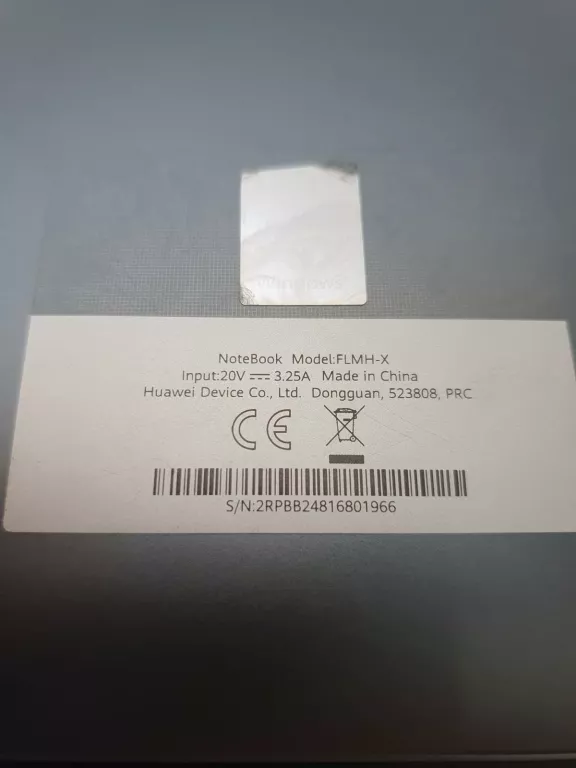 NoteBook Model:FLMH-X
Input:20V ⎓ 3.25A Made in China
Huawei Device Co., Ltd. Dongguan, 523808, PRC
CE
S/N:2RPBB24816801966